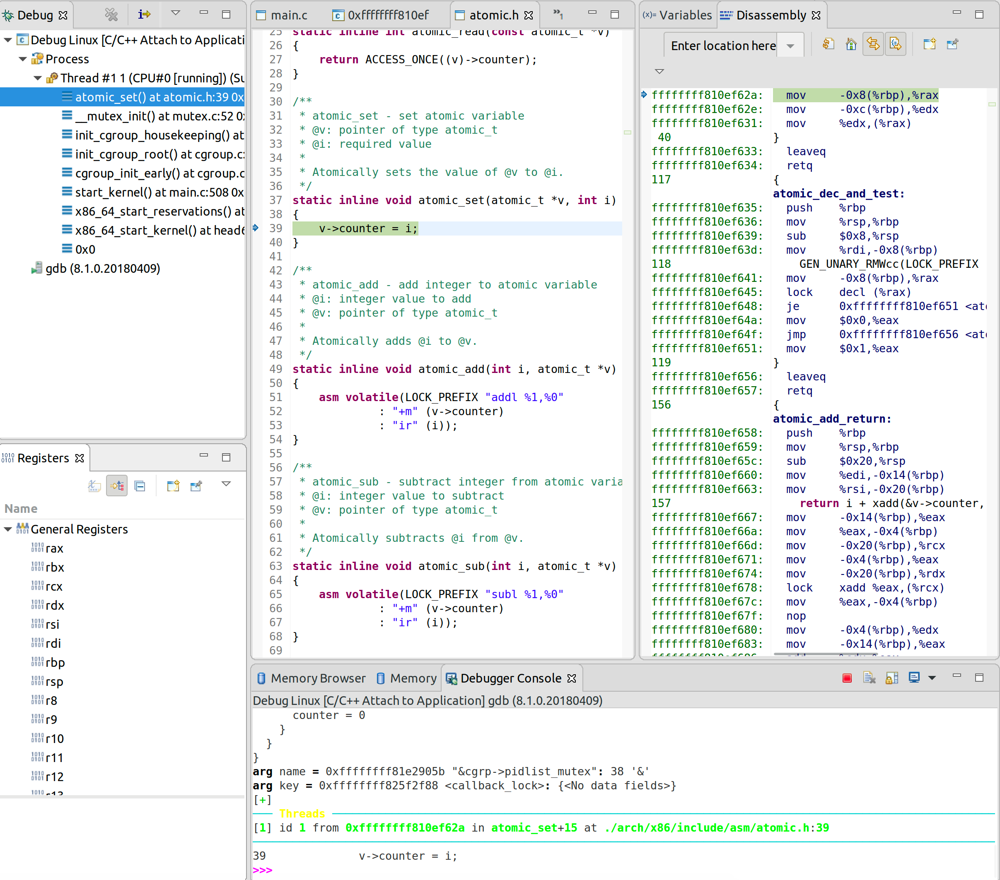 Debug
Debug Linux [C/C++ Attach to Applicati
Process
Thread #1 1 (CPU#0 [running]) (Su
atomic_set() at atomic.h:39 0x
__mutex_init() at mutex.c:52 0x
init_cgroup_housekeeping() at
init_cgroup_root() at cgroup.c:
cgroup_init_early() at cgroup.c
start_kernel() at main.c:508 0x
x86_64_start_reservations() at
x86_64_start_kernel() at head6
0x0
gdb (8.1.0.20180409)
Registers
Name
General Registers
rax
rbx
rcx
rdx
rsi
rdi
rbp
rsp
r8
r9
r10
r11
r12
r13
main.c 0xffffffff810ef atomic.h »1
25 static inline int atomic_read(const atomic_t *v)
26 {
27     return ACCESS_ONCE((v)->counter);
28 }
29
30 /**
31  * atomic_set - set atomic variable
32  * @v: pointer of type atomic_t
33  * @i: required value
34  *
35  * Atomically sets the value of @v to @i.
36  */
37 static inline void atomic_set(atomic_t *v, int i)
38 {
39     v->counter = i;
40 }
41
42 /**
43  * atomic_add - add integer to atomic variable
44  * @i: integer value to add
45  * @v: pointer of type atomic_t
46  *
47  * Atomically adds @i to @v.
48  */
49 static inline void atomic_add(int i, atomic_t *v)
50 {
51     asm volatile(LOCK_PREFIX "addl %1,%0"
52              : "+m" (v->counter)
53              : "ir" (i));
54 }
55
56 /**
57  * atomic_sub - subtract integer from atomic varia
58  * @i: integer value to subtract
59  * @v: pointer of type atomic_t
60  *
61  * Atomically subtracts @i from @v.
62  */
63 static inline void atomic_sub(int i, atomic_t *v)
64 {
65     asm volatile(LOCK_PREFIX "subl %1,%0"
66              : "+m" (v->counter)
67              : "ir" (i));
68 }
69
(x)= Variables Disassembly
Enter location here
ffffffff810ef62a: mov -0x8(%rbp),%rax
ffffffff810ef62e: mov -0xc(%rbp),%edx
ffffffff810ef631: mov %edx,(%rax)
40 }
ffffffff810ef633: leaveq
ffffffff810ef634: retq
117 {
atomic_dec_and_test:
ffffffff810ef635: push %rbp
ffffffff810ef636: mov %rsp,%rbp
ffffffff810ef639: sub $0x8,%rsp
ffffffff810ef63d: mov %rdi,-0x8(%rbp)
118 GEN_UNARY_RMWcc(LOCK_PREFIX
ffffffff810ef641: mov -0x8(%rbp),%rax
ffffffff810ef645: lock decl (%rax)
ffffffff810ef648: je 0xffffffff810ef651 <ato
ffffffff810ef64a: mov $0x0,%eax
ffffffff810ef64f: jmp 0xffffffff810ef656 <ato
ffffffff810ef651: mov $0x1,%eax
119 }
ffffffff810ef656: leaveq
ffffffff810ef657: retq
156 {
atomic_add_return:
ffffffff810ef658: push %rbp
ffffffff810ef659: mov %rsp,%rbp
ffffffff810ef65c: sub $0x20,%rsp
ffffffff810ef660: mov %edi,-0x14(%rbp)
ffffffff810ef663: mov %rsi,-0x20(%rbp)
157 return i + xadd(&v->counter,
ffffffff810ef667: mov -0x14(%rbp),%eax
ffffffff810ef66a: mov %eax,-0x4(%rbp)
ffffffff810ef66d: mov -0x20(%rbp),%rcx
ffffffff810ef671: mov -0x4(%rbp),%eax
ffffffff810ef674: mov -0x20(%rbp),%rdx
ffffffff810ef678: lock xadd %eax,(%rcx)
ffffffff810ef67c: mov %eax,-0x4(%rbp)
ffffffff810ef67f: nop
ffffffff810ef680: mov -0x4(%rbp),%edx
ffffffff810ef683: mov -0x14(%rbp),%eax
Memory Browser Memory Debugger Console
Debug Linux [C/C++ Attach to Application] gdb (8.1.0.20180409)
counter = 0
}
}
}
arg name = 0xffffffff81e2905b "&cgrp->pidlist_mutex": 38 '&'
arg key = 0xffffffff825f2f88 <callback_lock>: {<No data fields>}
[+]
Threads
[1] id 1 from 0xffffffff810ef62a in atomic_set+15 at ./arch/x86/include/asm/atomic.h:39
39 v->counter = i;
>>>